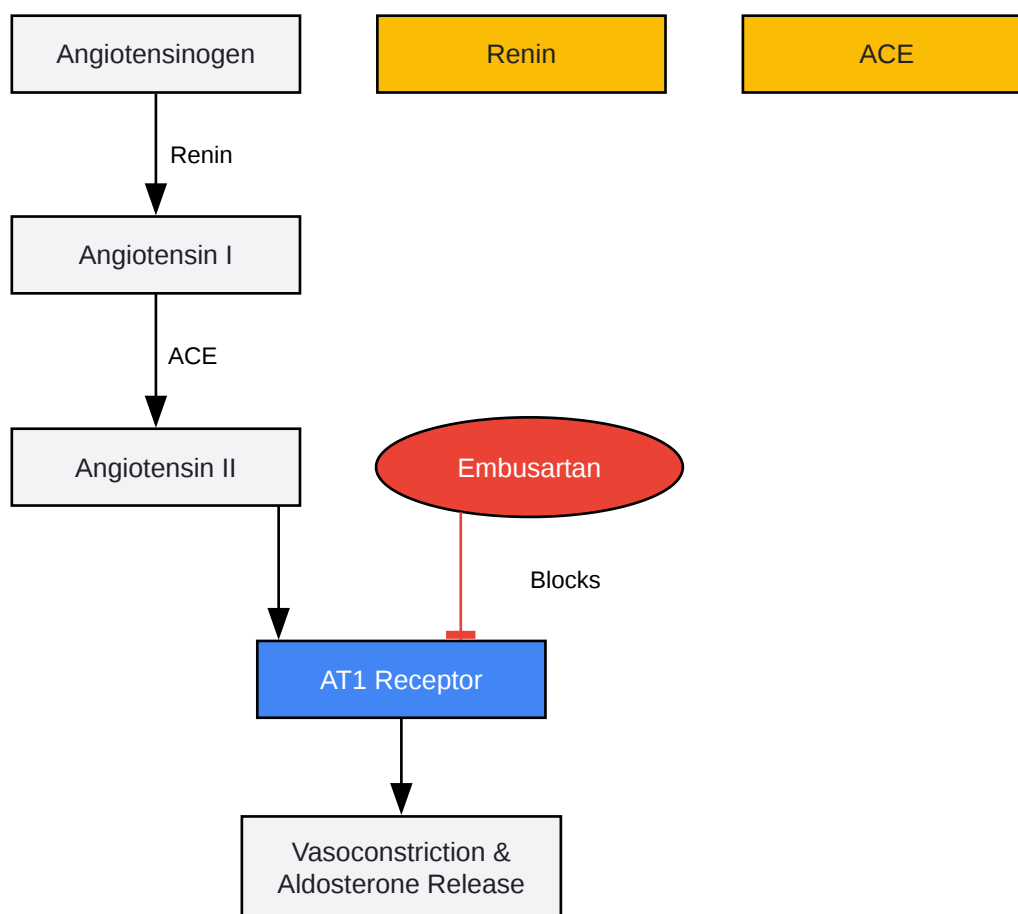 Angiotensinogen
Renin
ACE
Renin
Angiotensin I
ACE
Angiotensin II
Embusartan
Blocks
AT1 Receptor
Vasoconstriction &
Aldosterone Release